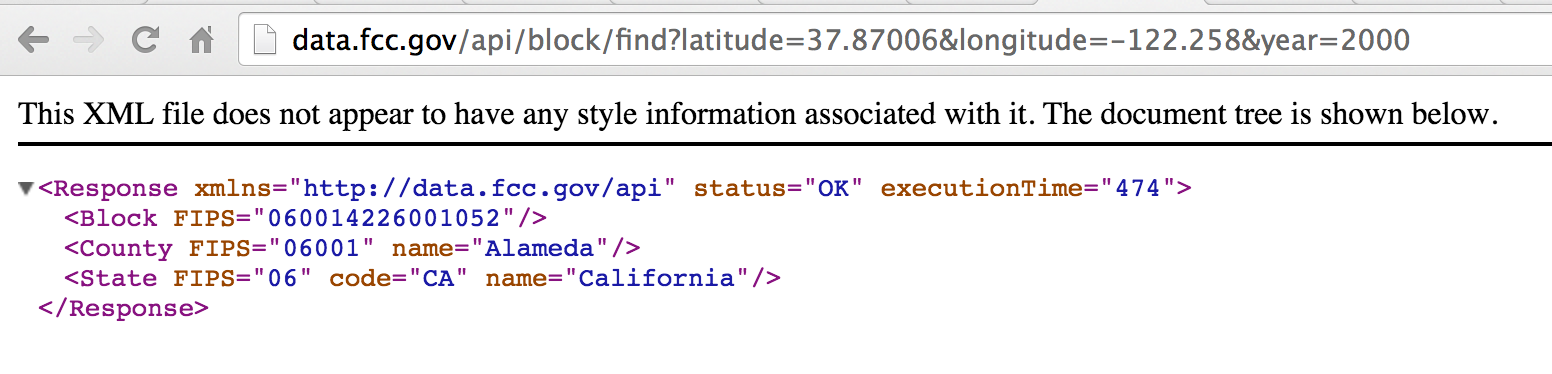 data.fcc.gov/api/block/find?latitude=37.87006&longitude=-122.258&year=2000
This XML file does not appear to have any style information associated with it. The document tree is shown below.
<Response xmlns="http://data.fcc.gov/api" status="OK" executionTime="474">
<Block FIPS="060014226001052"/>
<County FIPS="06001" name="Alameda"/>
<State FIPS="06" code="CA" name="California"/>
</Response>